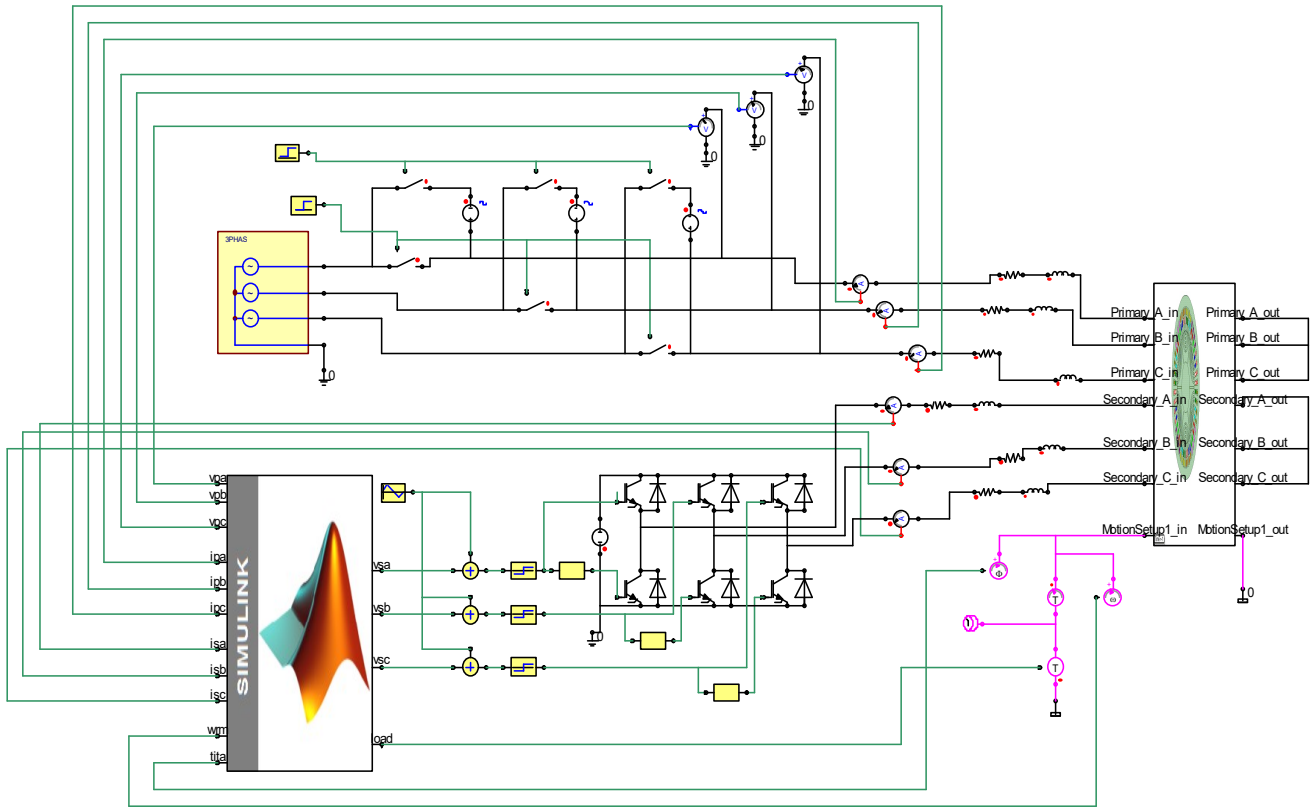 V
0
V
0
V
0
3PHAS
0
A
A
A
A
A
A
Primary_A_in
Primary_A_out
Primary_B_in
Primary_B_out
Primary_C_in
Primary_C_out
Secondary_A_in
Secondary_A_out
Secondary_B_in
Secondary_B_out
Secondary_C_in
Secondary_C_out
MotionSetup1_in
MotionSetup1_out
0
vpa
vpb
vpc
ipa
ipb
ipc
isa
isb
isc
wrm
tita
SIMULINK
vsa
vsb
vsc
load
0
Φ
T
ω
T